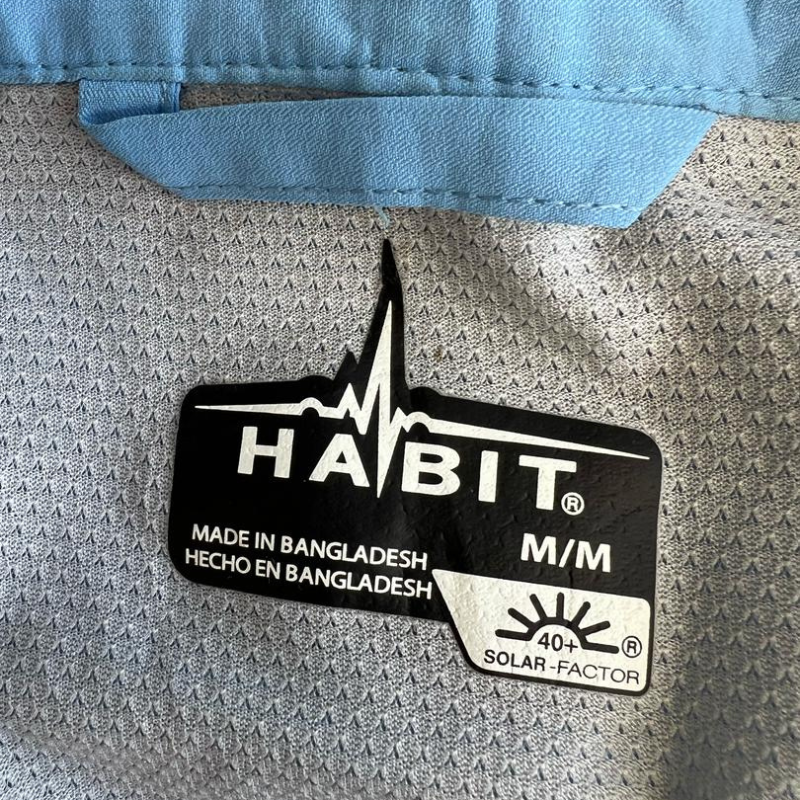 HABIT®
M/M
MADE IN BANGLADESH
HECHO EN BANGLADESH
40+ ®
SOLAR-FACTOR